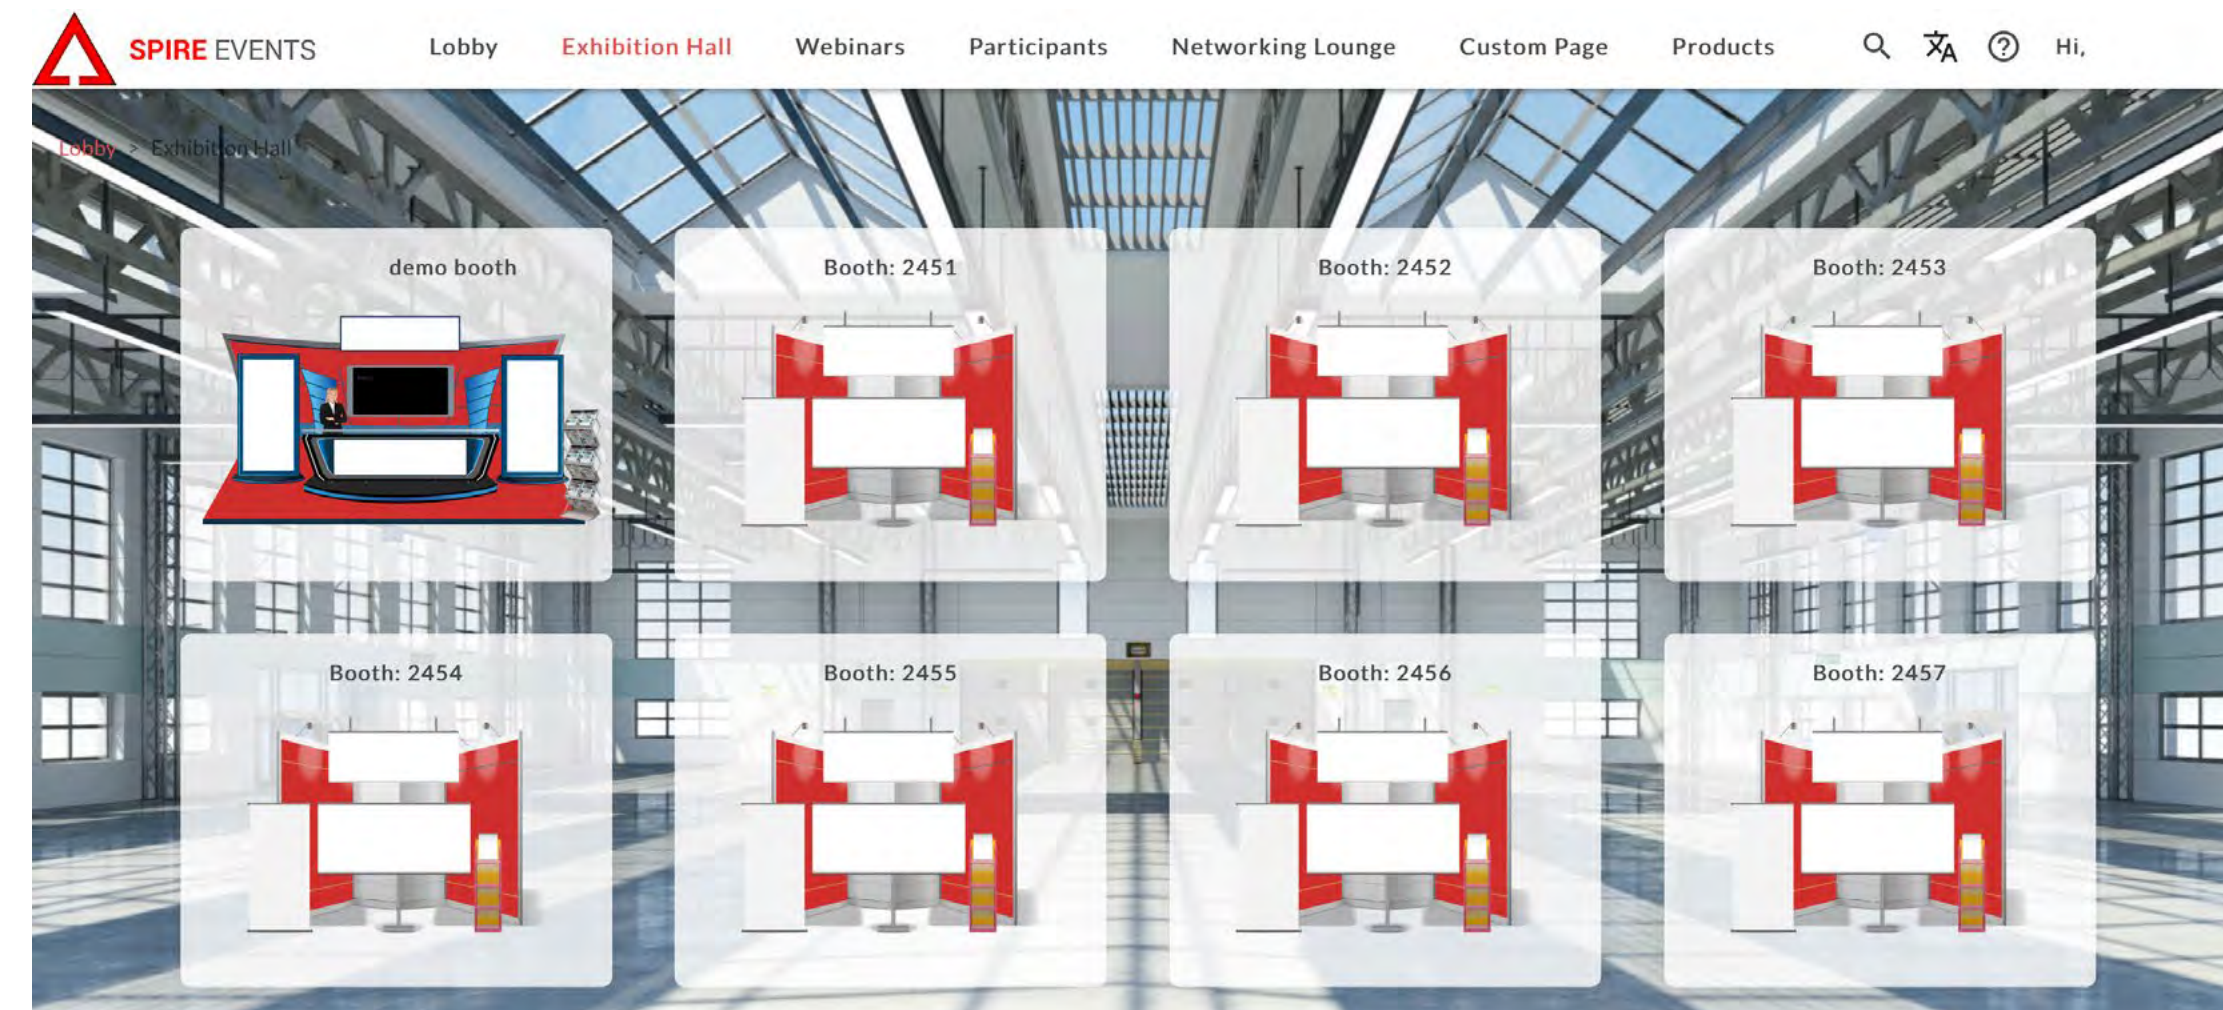 SPIRE EVENTS Lobby Exhibition Hall Webinars Participants Networking Lounge Custom Page Products Hi,
Lobby > Exhibition Hall
demo booth Booth: 2451 Booth: 2452 Booth: 2453
Booth: 2454 Booth: 2455 Booth: 2456 Booth: 2457